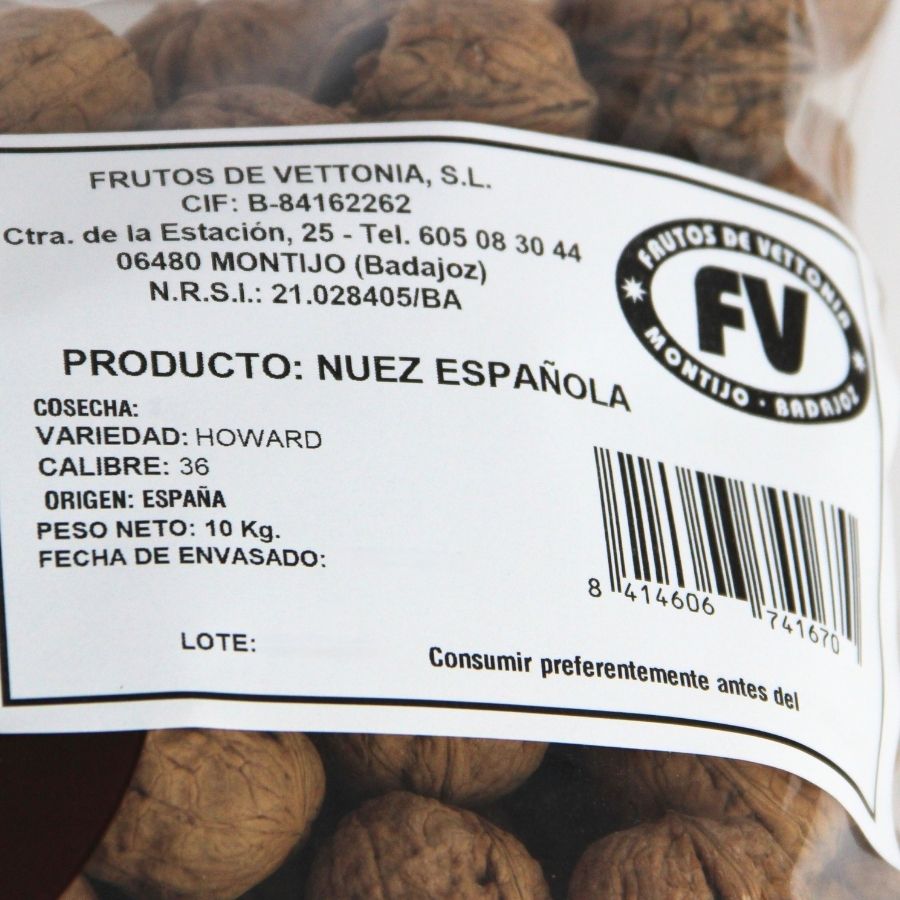 FRUTOS DE VETTONIA, S.L.
CIF: B-84162262
Ctra. de la Estación, 25 - Tel. 605 08 30 44
06480 MONTIJO (Badajoz)
N.R.S.I.: 21.028405/BA
FRUTOS DE VETTONIA
FV
MONTIJO · BADAJOZ
PRODUCTO: NUEZ ESPAÑOLA
COSECHA:
VARIEDAD: HOWARD
CALIBRE: 36
ORIGEN: ESPAÑA
PESO NETO: 10 Kg.
FECHA DE ENVASADO:
8 414606 741670
LOTE:
Consumir preferentemente antes del